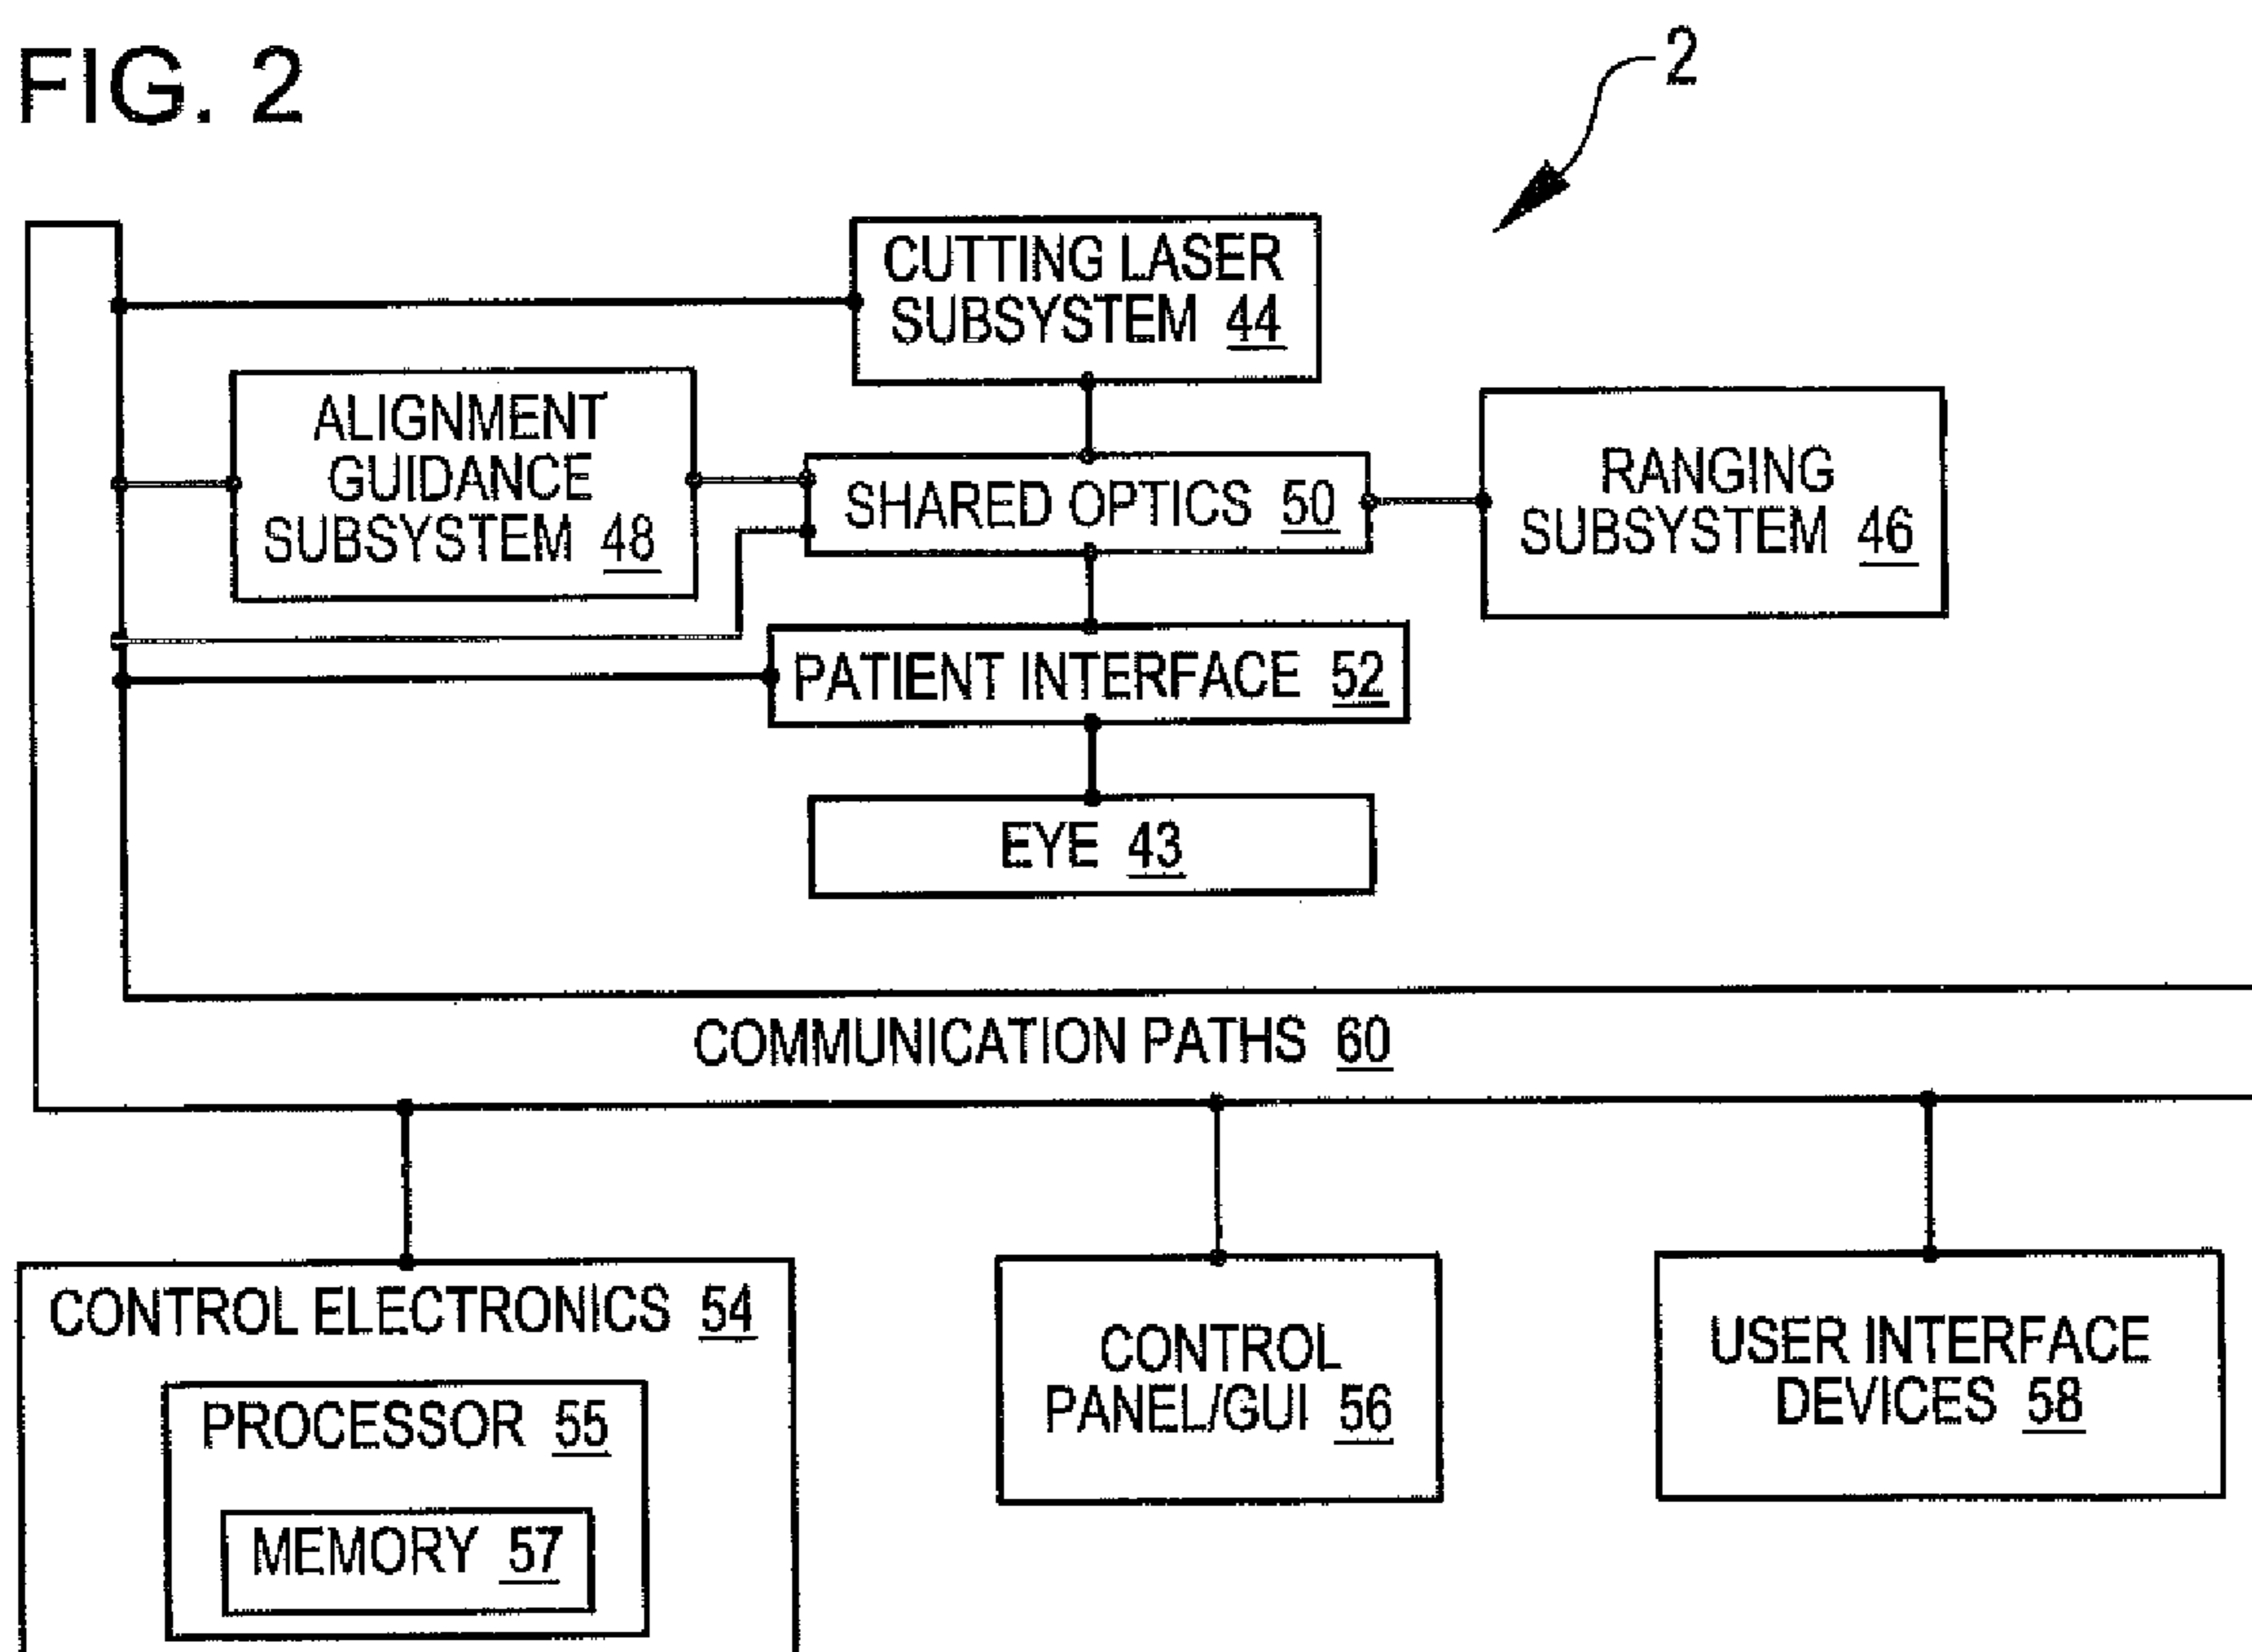 FIG. 2
2
CUTTING LASER
SUBSYSTEM 44
ALIGNMENT
GUIDANCE
SUBSYSTEM 48
SHARED OPTICS 50
RANGING
SUBSYSTEM 46
PATIENT INTERFACE 52
EYE 43
COMMUNICATION PATHS 60
CONTROL ELECTRONICS 54
PROCESSOR 55
MEMORY 57
CONTROL
PANEL/GUI 56
USER INTERFACE
DEVICES 58